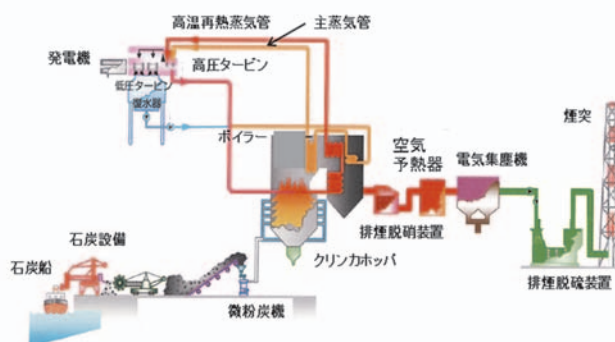 高温再熱蒸気管
主蒸気管
発電機
高圧タービン
低圧タービン
復水器
ボイラー
空気
予熱器
電気集塵機
煙突
排煙脱硝装置
石炭設備
石炭船
クリンカホッパ
微粉炭機
排煙脱硫装置